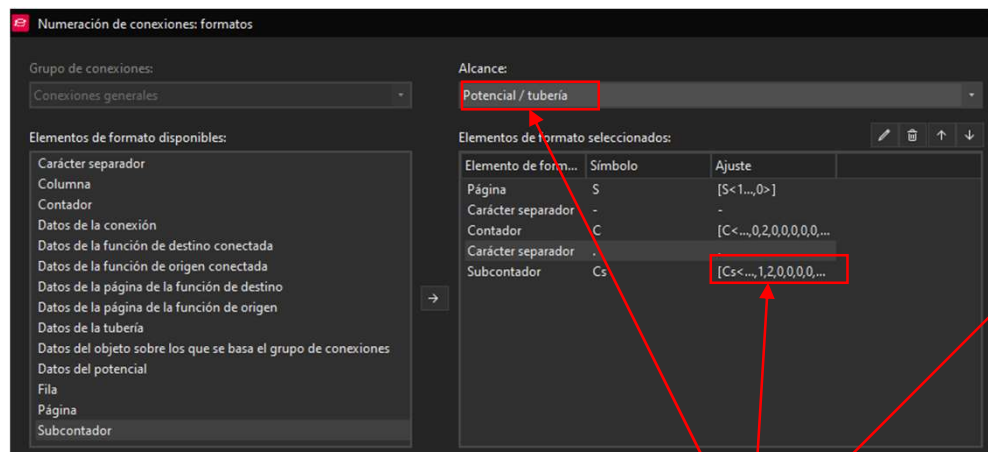 Numeración de conexiones: formatos
Grupo de conexiones:
Conexiones generales
Elementos de formato disponibles:
Carácter separador
Columna
Contador
Datos de la conexión
Datos de la función de destino conectada
Datos de la función de origen conectada
Datos de la página de la función de destino
Datos de la página de la función de origen
Datos de la tubería
Datos del objeto sobre los que se basa el grupo de conexiones
Datos del potencial
Fila
Página
Subcontador
Alcance:
Potencial / tubería
Elementos de formato seleccionados:
Elemento de form... Símbolo Ajuste
Página S [S<1...,0>]
Carácter separador - -
Contador C [C<...,0,2,0,0,0,0,0,...
Carácter separador . .
Subcontador Cs [Cs<...,1,2,0,0,0,0,...